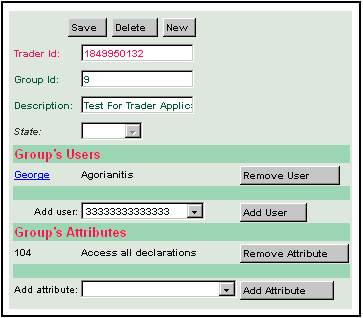 Save Delete New
Trader Id: 1849950132
Group Id: 9
Description: Test For Trader Applic
State:
Group's Users
George Agorianitis Remove User
Add user: 33333333333333 Add User
Group's Attributes
104 Access all declarations Remove Attribute
Add attribute: Add Attribute